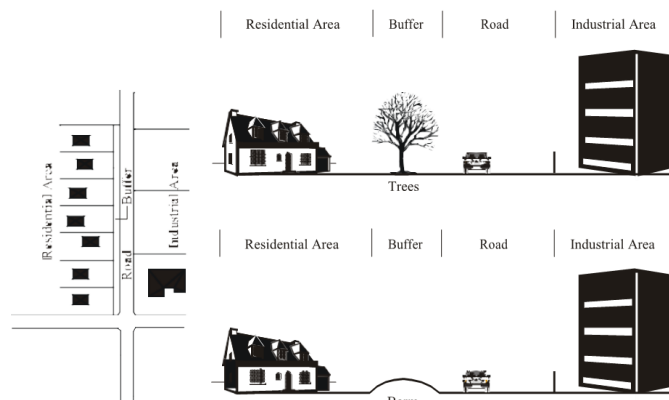 Residential Area Buffer Road Industrial Area
Trees
Residential Area
Road
Buffer
Industrial Area
Residential Area Buffer Road Industrial Area